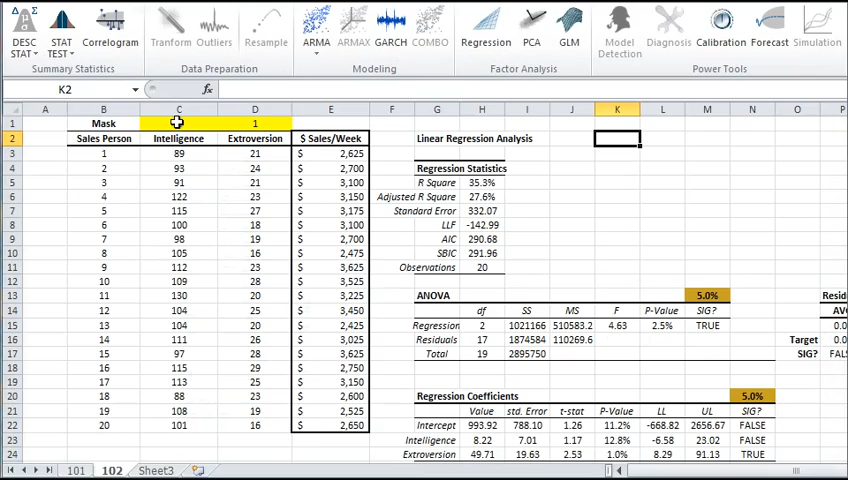 DESC STAT
STAT TEST
Correlogram
Tranform
Outliers
Resample
ARMA
ARMAX
GARCH
COMBO
Regression
PCA
GLM
Model Detection
Diagnosis
Calibration
Forecast
Simulation
Summary Statistics
Data Preparation
Modeling
Factor Analysis
Power Tools
K2
fx
A B C D E F G H I J K L M N O P
1 Mask 1
2 Sales Person Intelligence Extroversion $ Sales/Week Linear Regression Analysis
3 1 89 21 $ 2,625
4 2 93 24 $ 2,700 Regression Statistics
5 3 91 21 $ 3,100 R Square 35.3%
6 4 122 23 $ 3,150 Adjusted R Square 27.6%
7 5 115 27 $ 3,175 Standard Error 332.07
8 6 100 18 $ 3,100 LLF -142.99
9 7 98 19 $ 2,700 AIC 290.68
10 8 105 16 $ 2,475 SBIC 291.96
11 9 112 23 $ 3,625 Observations 20
12 10 109 28 $ 3,525
13 11 130 20 $ 3,225 ANOVA 5.0% Reside
14 12 104 25 $ 3,450 df SS MS F P-Value SIG? AVG
15 13 104 20 $ 2,425 Regression 2 1021166 510583.2 4.63 2.5% TRUE 0.0
16 14 111 26 $ 3,025 Residuals 17 1874584 110269.6 Target 0.0
17 15 97 28 $ 3,625 Total 19 2895750 SIG? FALS
18 16 115 29 $ 2,750
19 17 113 25 $ 3,150
20 18 88 23 $ 2,600 Regression Coefficients 5.0%
21 19 108 19 $ 2,525 Value std. Error t-stat P-Value LL UL SIG?
22 20 101 16 $ 2,650 Intercept 993.92 788.10 1.26 11.2% -668.82 2656.67 FALSE
23 Intelligence 8.22 7.01 1.17 12.8% -6.58 23.02 FALSE
24 Extroversion 49.71 19.63 2.53 1.0% 8.29 91.13 TRUE
101 102 Sheet3